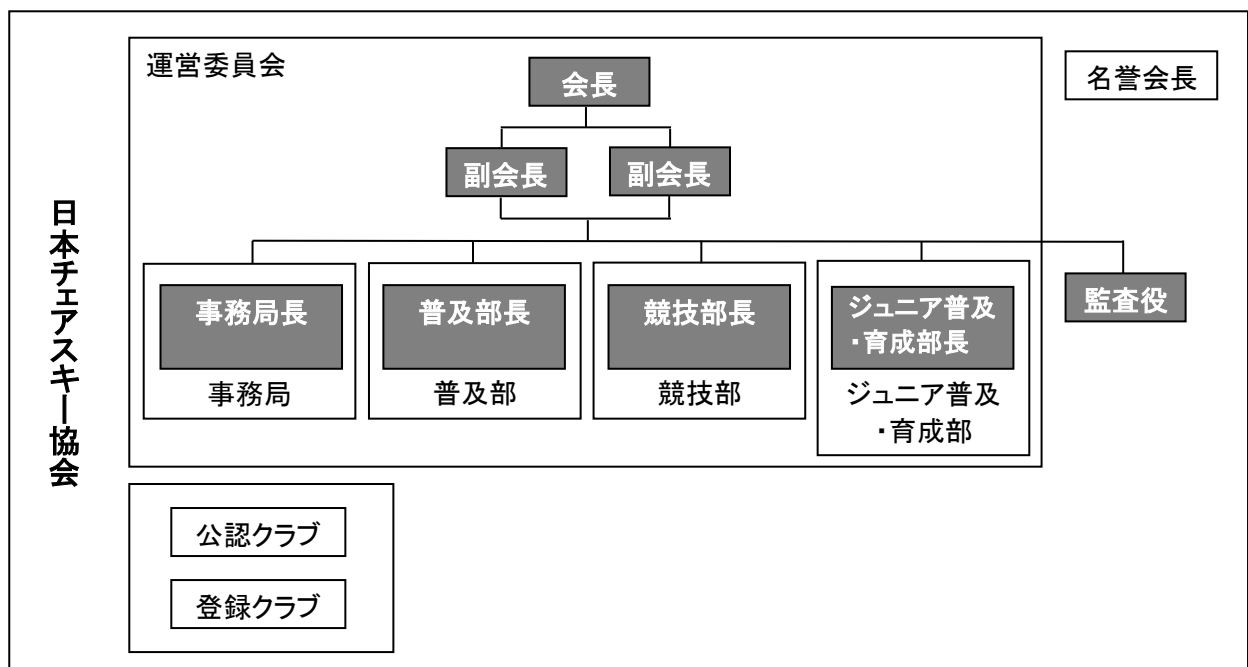 日本チェアスキー協会
運営委員会
名誉会長
会長
副会長
副会長
事務局長
普及部長
競技部長
ジュニア普及
・育成部長
監査役
事務局
普及部
競技部
ジュニア普及
・育成部
公認クラブ
登録クラブ